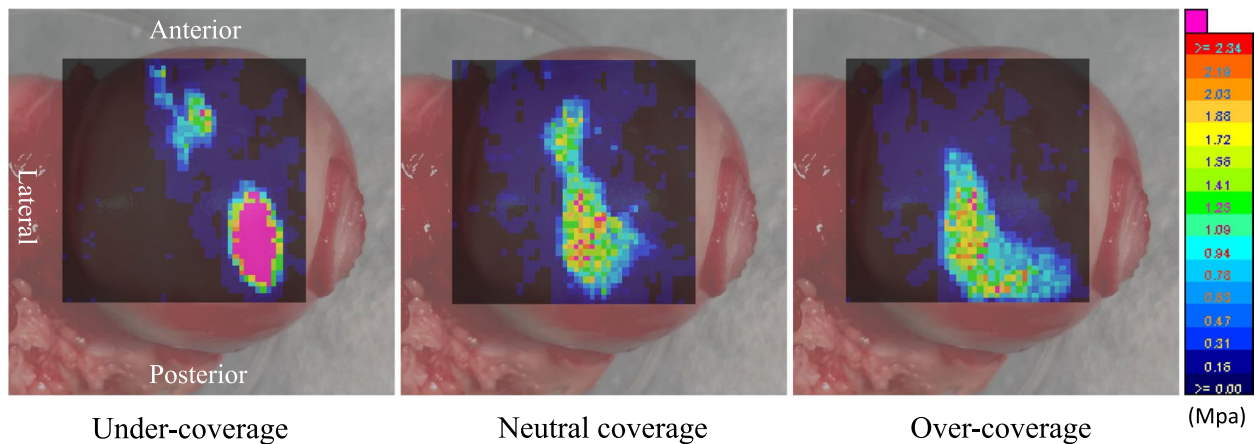 Anterior
Lateral
Posterior
Under-coverage
Neutral coverage
Over-coverage
>= 2.34
2.19
2.03
1.88
1.72
1.56
1.41
1.25
1.09
0.94
0.78
0.63
0.47
0.31
0.16
>= 0.00
(Mpa)